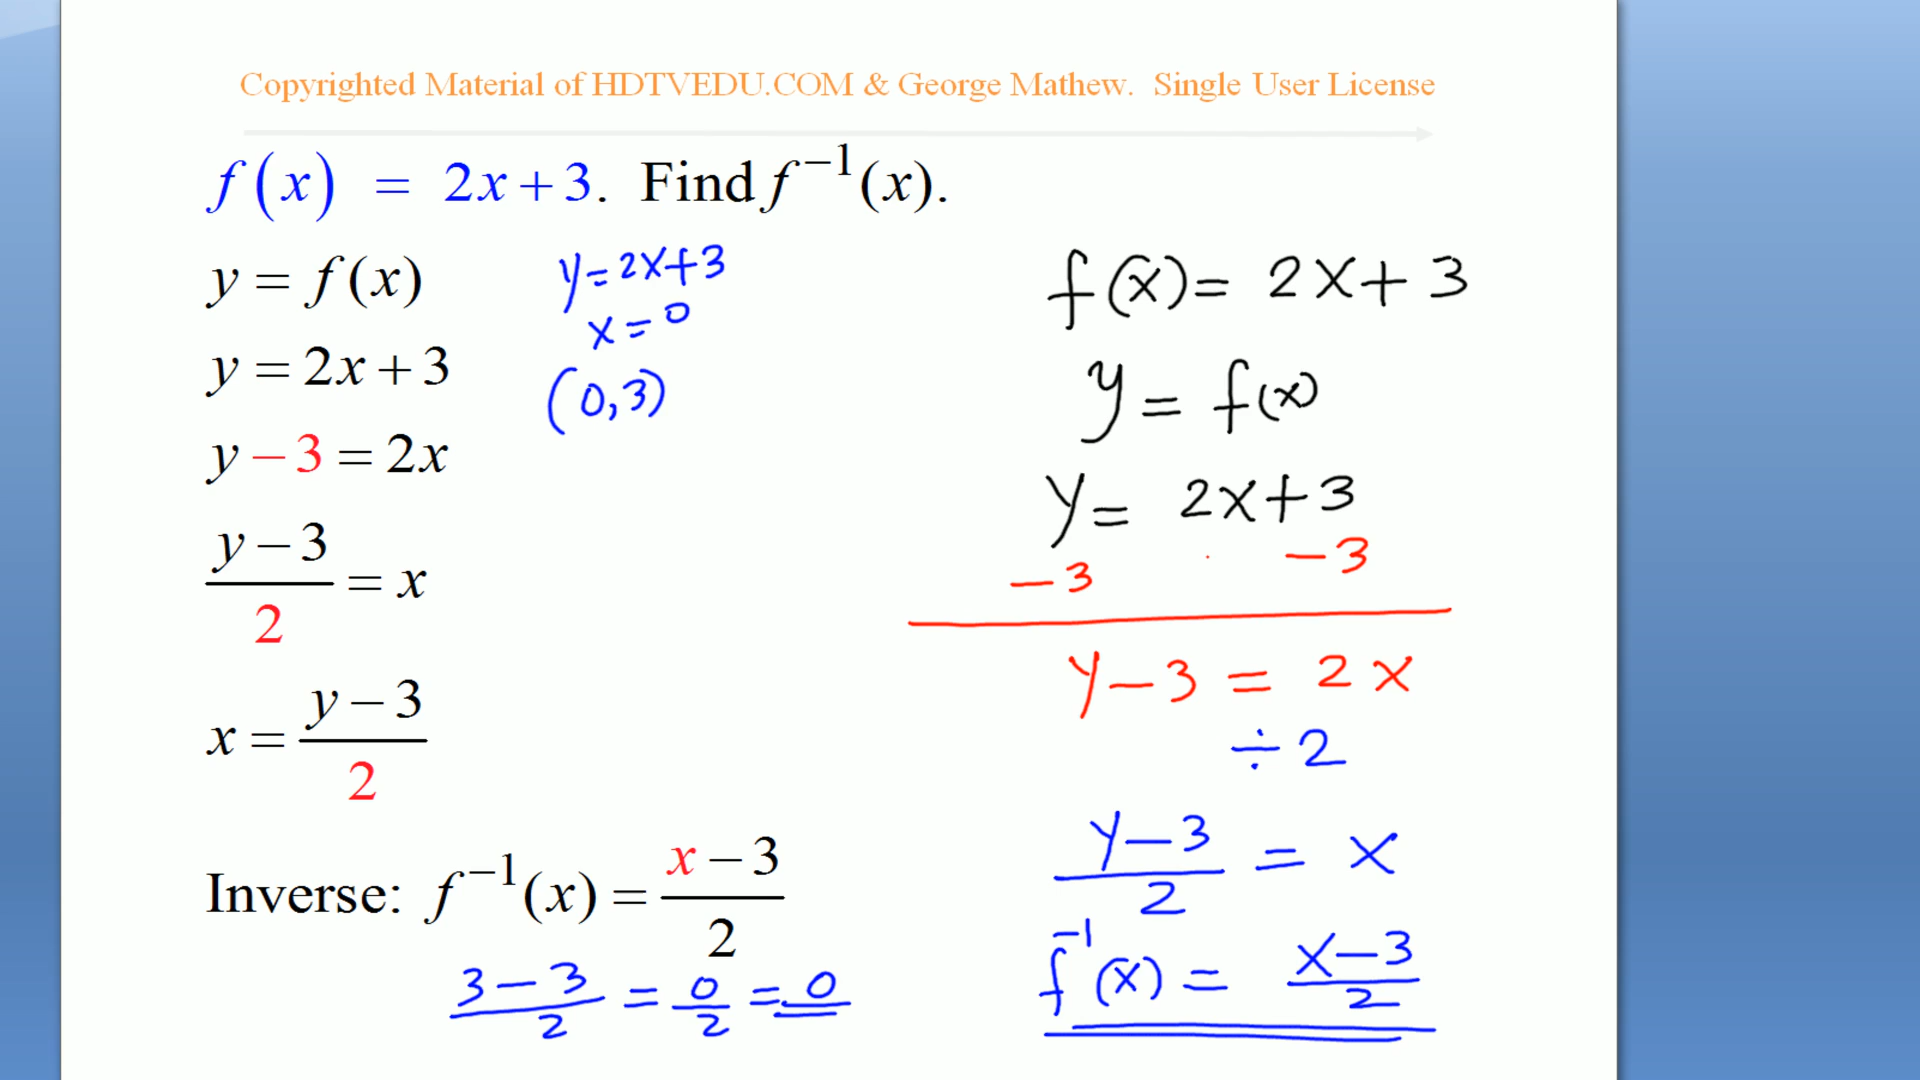 Copyrighted Material of HDTVEDU.COM & George Mathew. Single User License
f(x) = 2x+3. Find f⁻¹(x).
y = f(x)
y = 2x+3
y − 3 = 2x
y − 3
2
= x
x =
y − 3
2
Inverse: f⁻¹(x) =
x − 3
2
y = 2x+3
x = 0
(0,3)
3 − 3
2
=
0
2
= 0
f(x) = 2x + 3
y = f(x)
y = 2x+3
−3 −3
y−3 = 2x
÷2
y−3
2
= x
f⁻¹(x) =
x−3
2